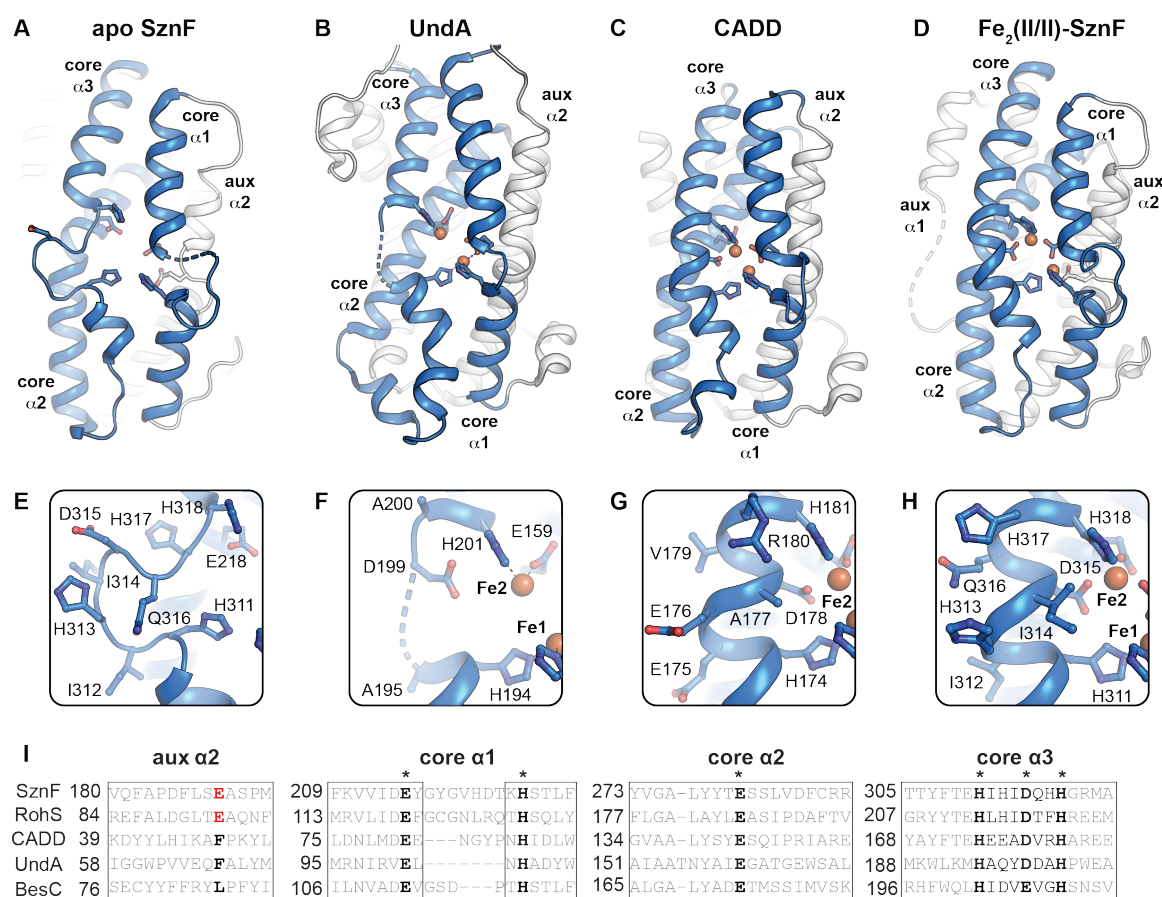 A apo SznF
B UndA
C CADD
D Fe2(II/II)-SznF
core α3
core α1
aux α2
core α2
core α3
aux α2
core α2
core α1
core α3
aux α2
core α2
core α1
core α3
core α1
aux α2
aux α1
core α2
E
D315
H317
H318
E218
I314
H311
H313
Q316
I312
F
A200
E159
H201
D199
Fe2
Fe1
A195
H194
G
H181
R180
V179
Fe2
E176
A177
D178
E175
H174
H
H318
H317
D315
Q316
Fe2
H313
I314
Fe1
I312
H311
I
aux α2 core α1 core α2 core α3
* * * * * *
SznF 180 VQFAPDFLSEASPM 209 FKVVIDEYGYGVHDTKHSTLF 273 YVGA-LYYTESSLVDFCRR 305 TTYFTEHIHIDQHHGRMA
RohS 84 REFALDGLTEAQNF 113 MRVLIDEFGCGNLRQTHSQLY 177 FLGA-LAYLEASIPDAFTV 207 GRYYTEHLHIDTFHAREEM
CADD 39 KDYYLHIKAFPKSG 75 LDNLMDEE---NGYPNHIDLW 134 GVAA-LYSYESQIPRIARE 168 YAYFTEHEEADVRHAREE
UndA 58 IGGWPVVEQFALYM 95 MRNIRVEL--------NHADYW 151 AIAATNYAIEGATGEWSAL 188 MKWLKMHAQYDDAHPWEA
BesC 76 SECYYFFRYLPFYI 106 ILNVADEVGSD---PTHSTLF 165 ALGA-LYADETMSSIMVSK 196 RHFWQLHIDVEVGHSNSV